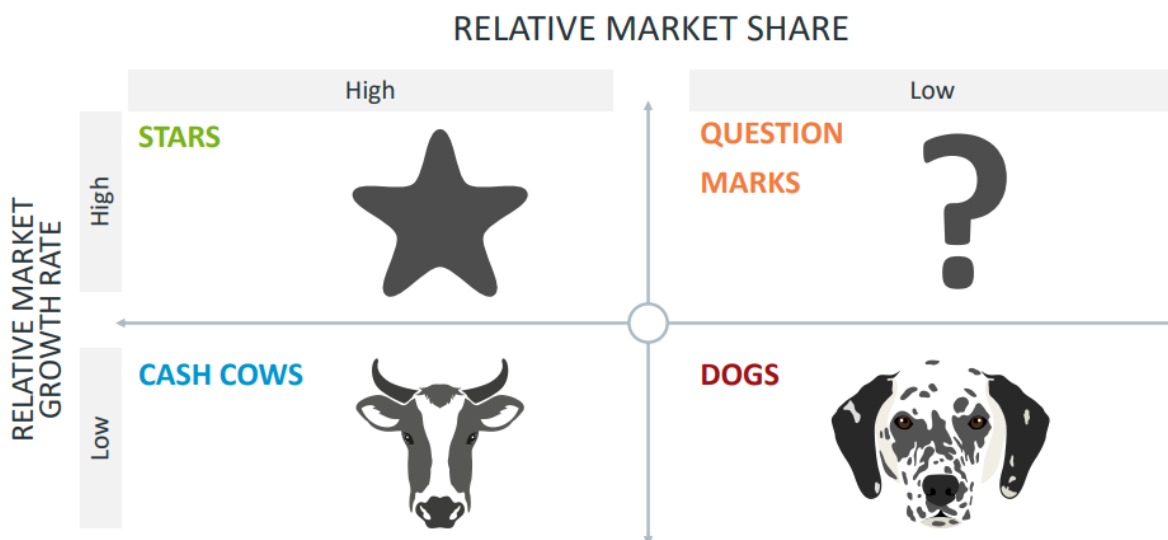 RELATIVE MARKET SHARE
High
Low
STARS
QUESTION
MARKS
High
RELATIVE MARKET
GROWTH RATE
CASH COWS
DOGS
Low